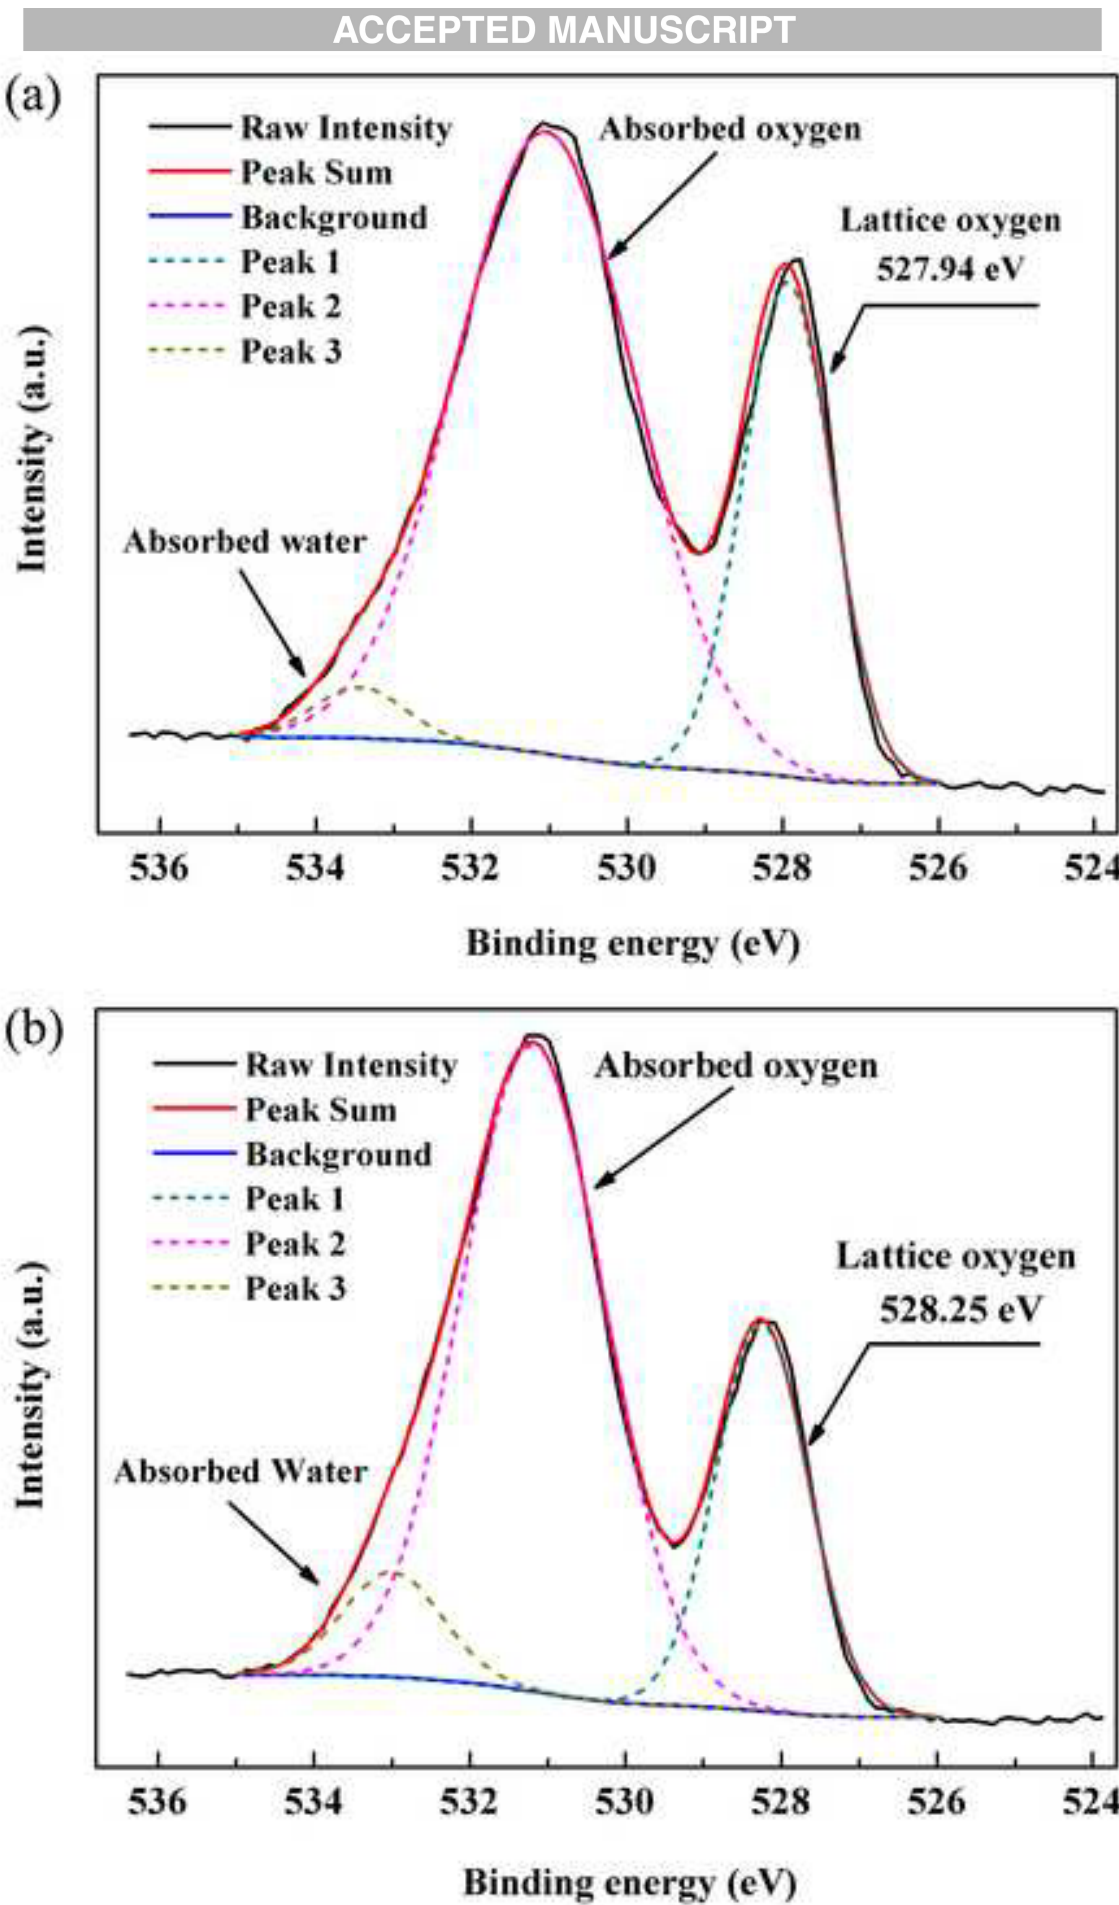 ACCEPTED MANUSCRIPT
(a)
Raw Intensity
Peak Sum
Background
Peak 1
Peak 2
Peak 3
Absorbed oxygen
Lattice oxygen
527.94 eV
Absorbed water
Intensity (a.u.)
536 534 532 530 528 526 524
Binding energy (eV)
(b)
Raw Intensity
Peak Sum
Background
Peak 1
Peak 2
Peak 3
Absorbed oxygen
Lattice oxygen
528.25 eV
Absorbed Water
Intensity (a.u.)
536 534 532 530 528 526 524
Binding energy (eV)